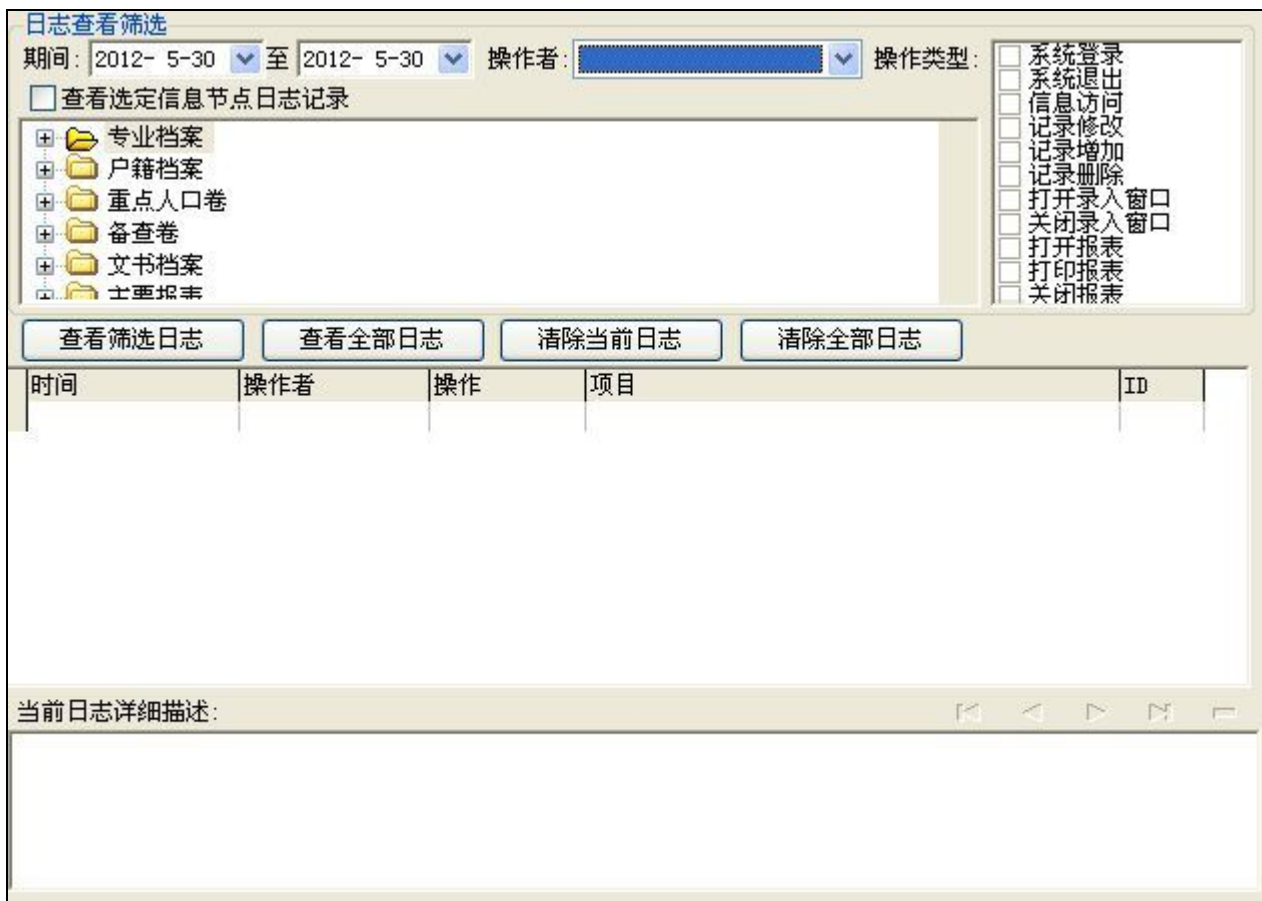 日志查看筛选
期间: 2012- 5-30 至 2012- 5-30 操作者: 操作类型:
系统登录
系统退出
信息访问
记录修改
记录增加
记录删除
打开录入窗口
关闭录入窗口
打开报表
打印报表
关闭报表
查看选定信息节点日志记录
专业档案
户籍档案
重点人口卷
备查卷
文书档案
主要报表
查看筛选日志 查看全部日志 清除当前日志 清除全部日志
时间 操作者 操作 项目 ID
当前日志详细描述: